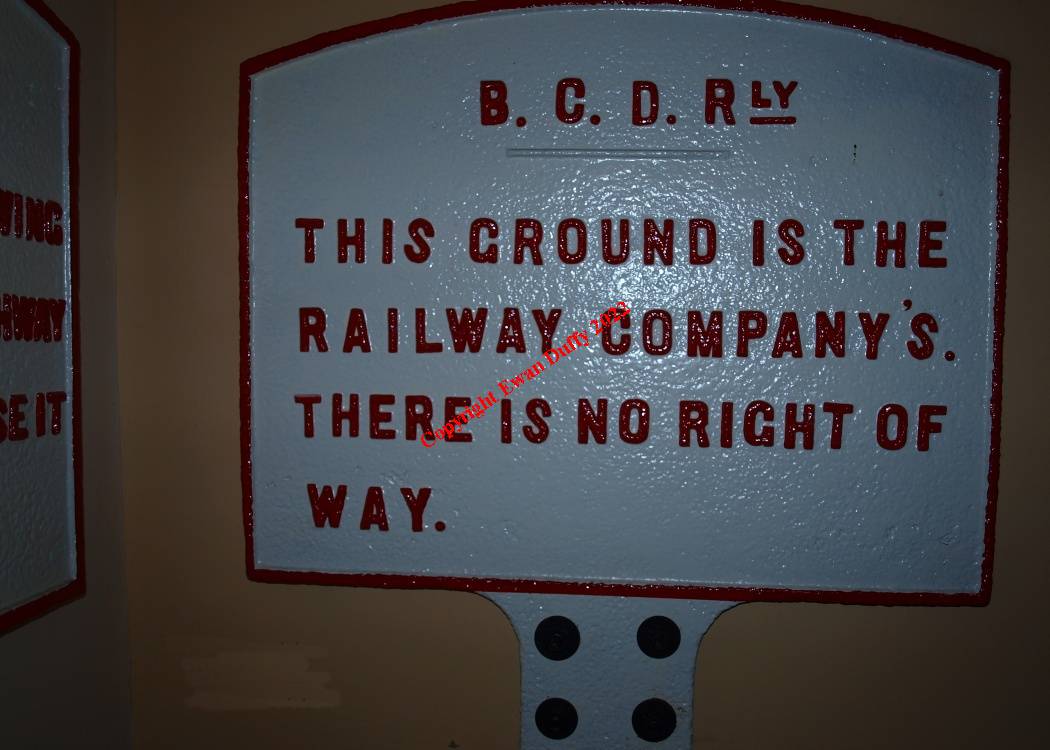 B. C. D. RLY
THIS GROUND IS THE
RAILWAY COMPANY'S.
THERE IS NO RIGHT OF
WAY.
Copyright Ewan Duffy 2022
SE IT